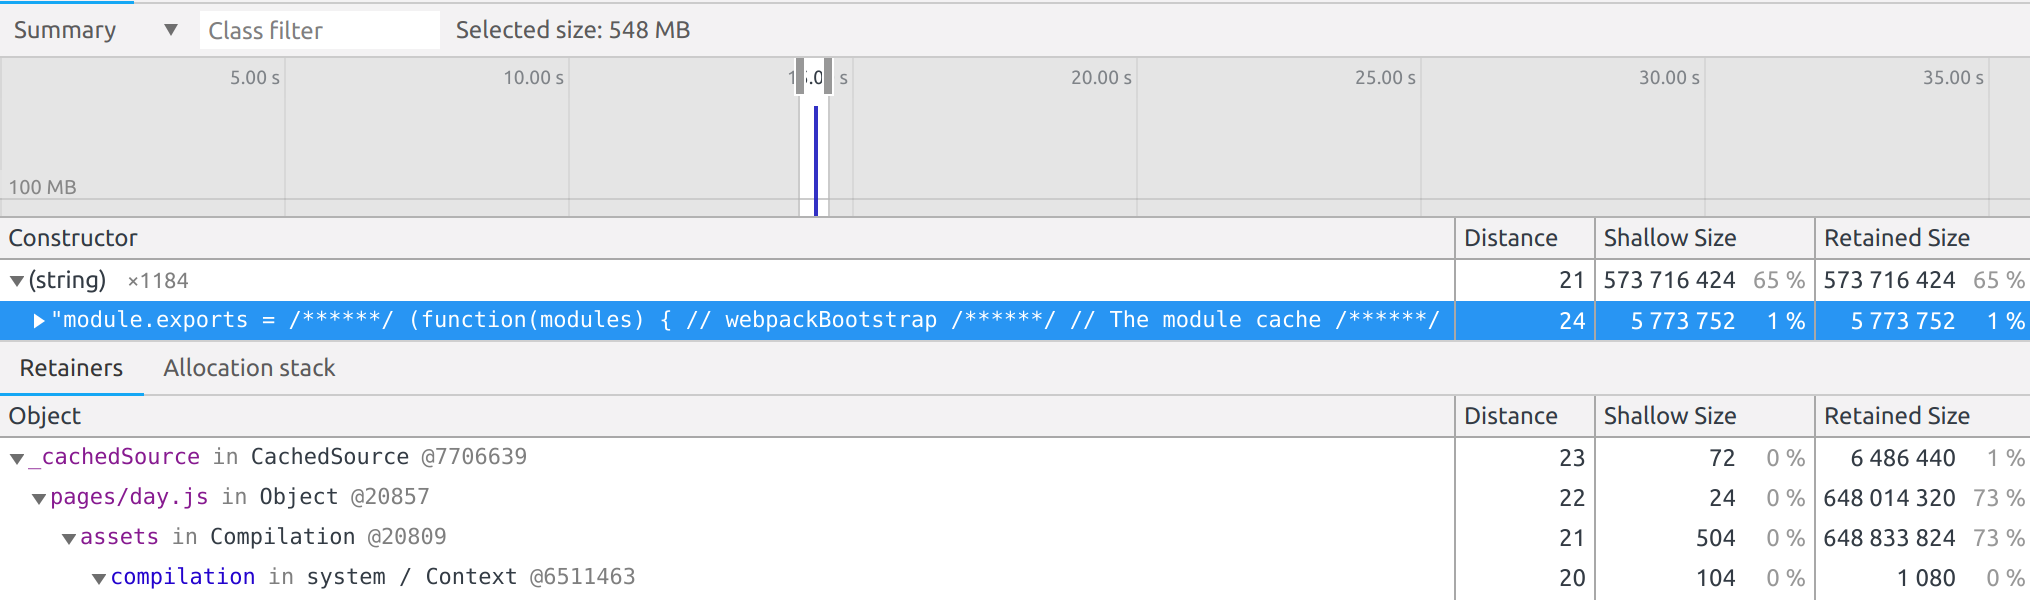 Summary ▼ Class filter Selected size: 548 MB
5.00 s 10.00 s 15.0 s 20.00 s 25.00 s 30.00 s 35.00 s
100 MB
Constructor Distance Shallow Size Retained Size
▼(string) ×1184 21 573 716 424 65 % 573 716 424 65 %
▶"module.exports = /******/ (function(modules) { // webpackBootstrap /******/ // The module cache /******/ 24 5 773 752 1 % 5 773 752 1 %
Retainers Allocation stack
Object Distance Shallow Size Retained Size
▼_cachedSource in CachedSource @7706639 23 72 0 % 6 486 440 1 %
▼pages/day.js in Object @20857 22 24 0 % 648 014 320 73 %
▼assets in Compilation @20809 21 504 0 % 648 833 824 73 %
▼compilation in system / Context @6511463 20 104 0 % 1 080 0 %